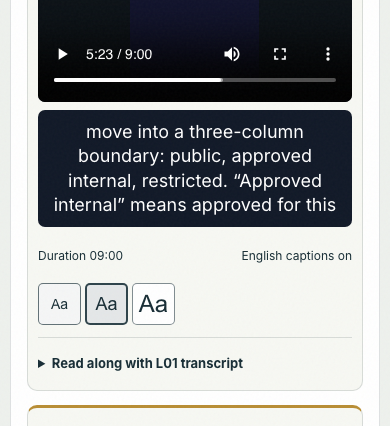 5:23 / 9:00
move into a three-column
boundary: public, approved
internal, restricted. “Approved
internal” means approved for this
Duration 09:00 English captions on
Aa Aa Aa
Read along with L01 transcript